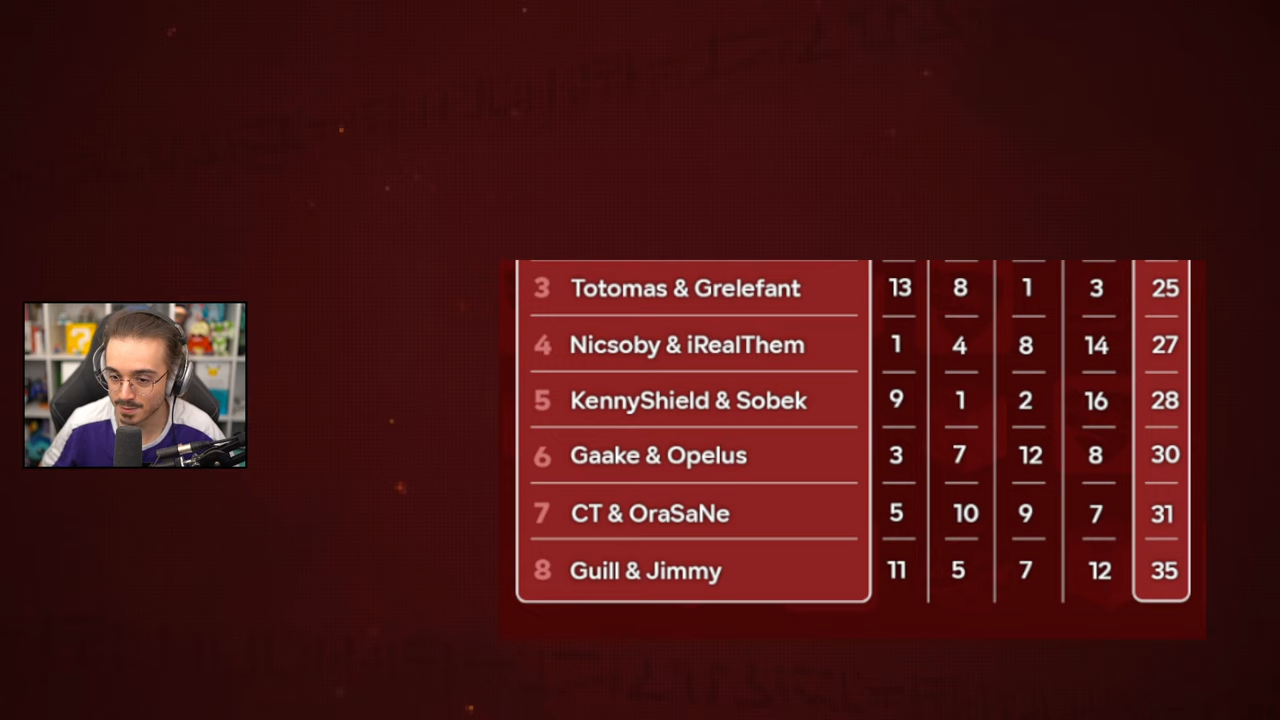 3 Totomas & Grelefant 13 8 1 3 25
4 Nicsoby & iRealThem 1 4 8 14 27
5 KennyShield & Sobek 9 1 2 16 28
6 Gaake & Opelus 3 7 12 8 30
7 CT & OraSaNe 5 10 9 7 31
8 Guill & Jimmy 11 5 7 12 35